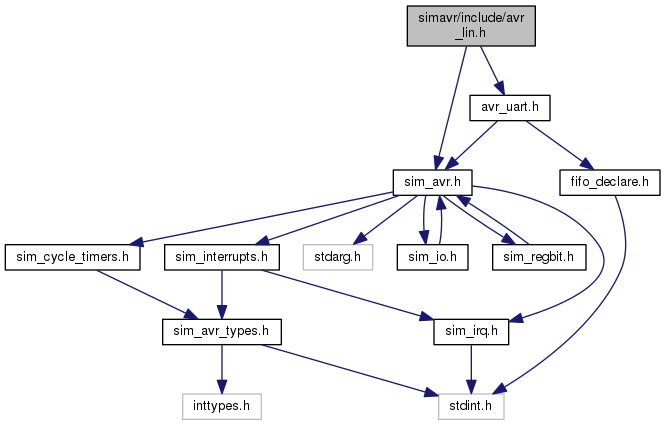 simavr/include/avr
_lin.h
avr_uart.h
sim_avr.h
fifo_declare.h
sim_cycle_timers.h
sim_interrupts.h
stdarg.h
sim_io.h
sim_regbit.h
sim_avr_types.h
sim_irq.h
inttypes.h
stdint.h